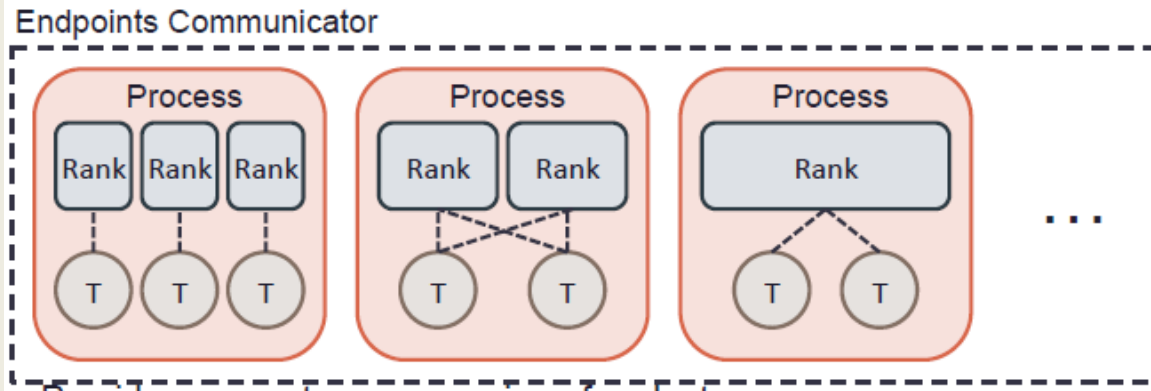 Endpoints Communicator
Process Process Process
Rank Rank Rank Rank Rank Rank
...
T T T T T T T